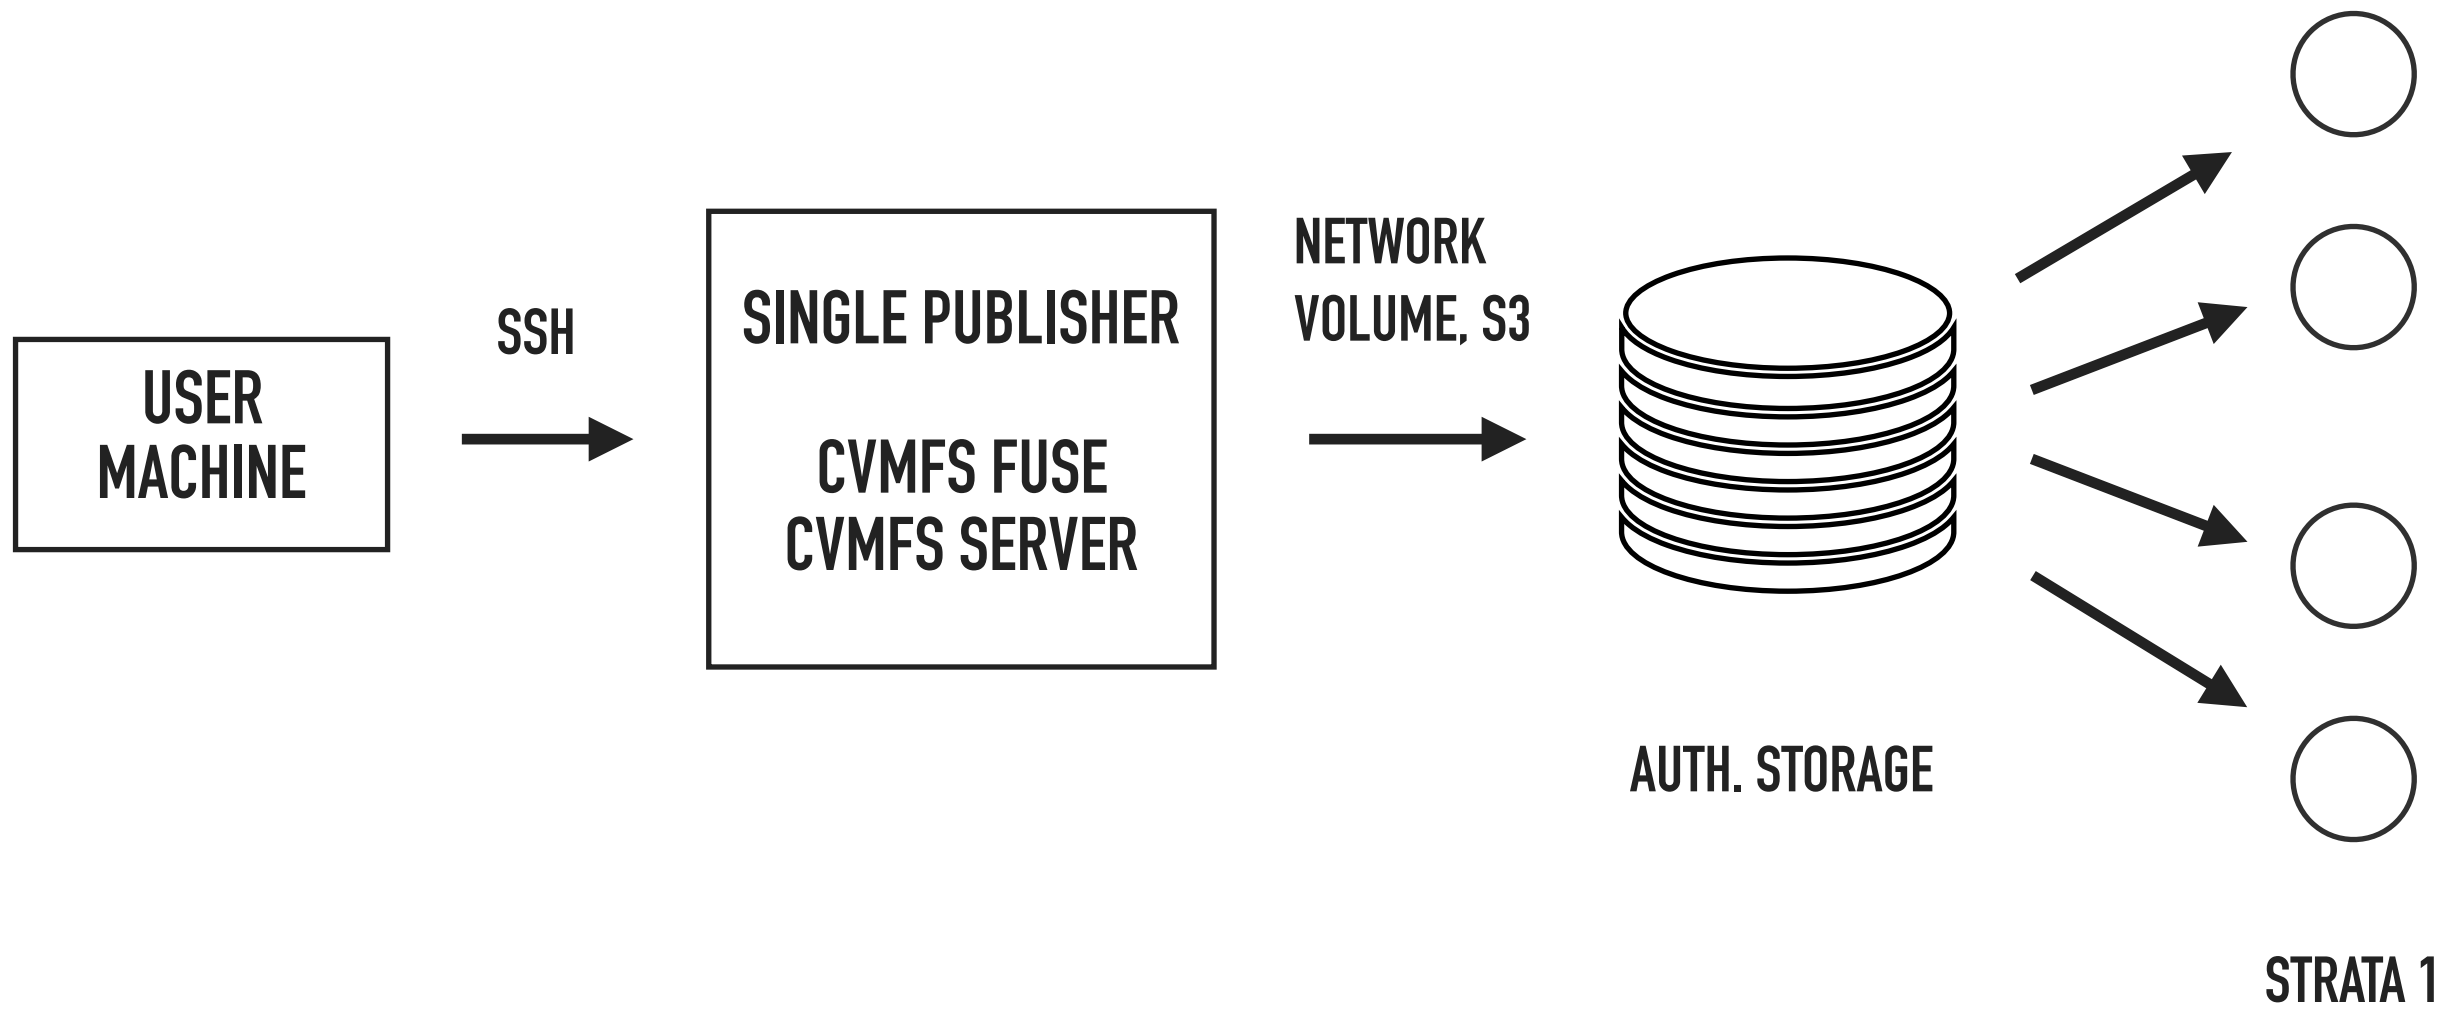 USER
MACHINE
SSH
SINGLE PUBLISHER
CVMFS FUSE
CVMFS SERVER
NETWORK
VOLUME, S3
AUTH. STORAGE
STRATA 1